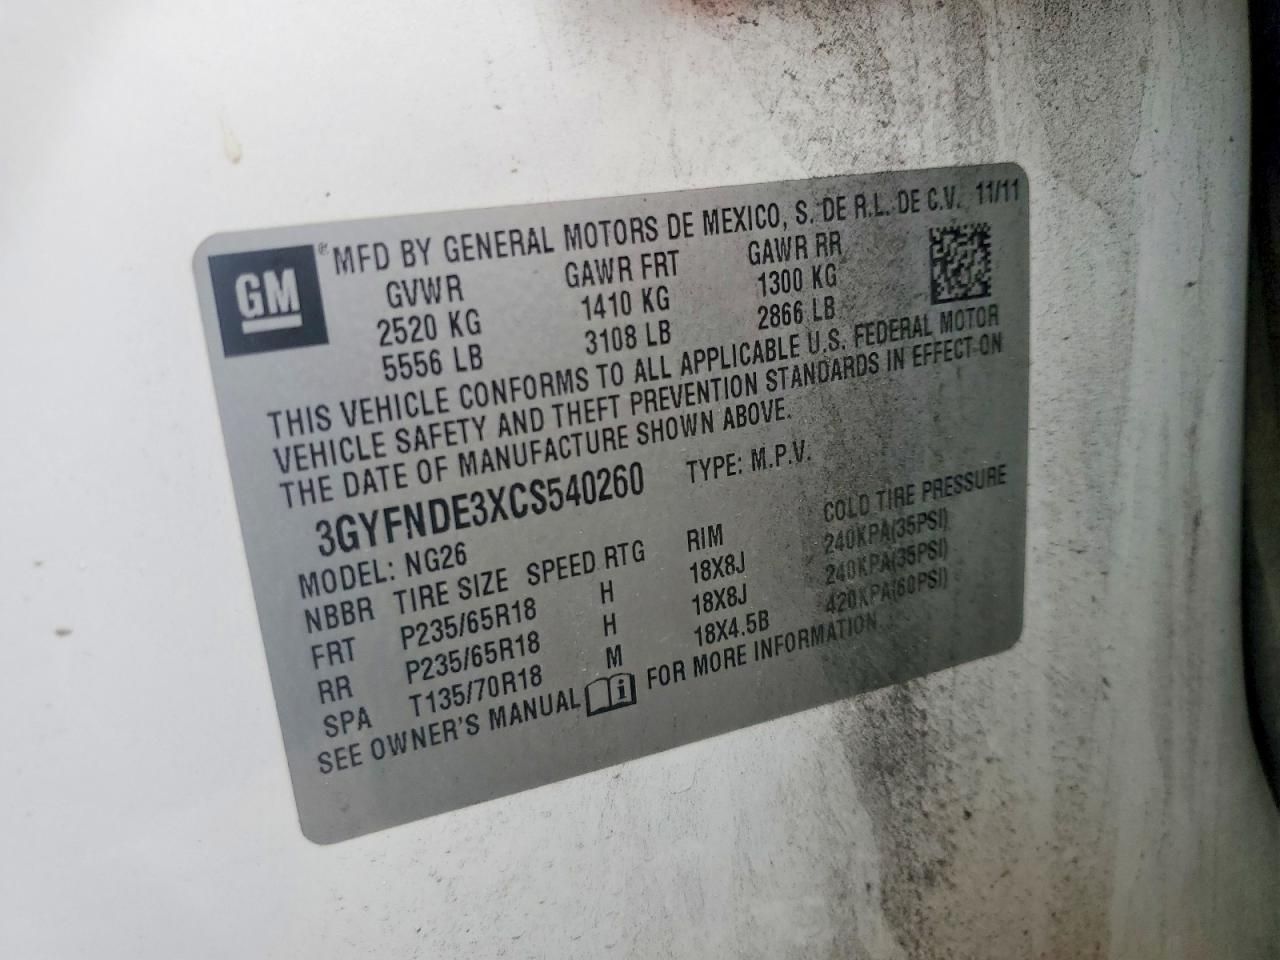 GM
® MFD BY GENERAL MOTORS DE MEXICO, S. DE R.L. DE C.V. 11/11
GVWR GAWR FRT GAWR RR
2520 KG 1410 KG 1300 KG
5556 LB 3108 LB 2866 LB
THIS VEHICLE CONFORMS TO ALL APPLICABLE U.S. FEDERAL MOTOR
VEHICLE SAFETY AND THEFT PREVENTION STANDARDS IN EFFECT ON
THE DATE OF MANUFACTURE SHOWN ABOVE.
3GYFNDE3XCS540260 TYPE: M.P.V.
MODEL: NG26
NBBR TIRE SIZE SPEED RTG RIM COLD TIRE PRESSURE
FRT P235/65R18 H 18X8J 240KPA(35PSI)
RR P235/65R18 H 18X8J 240KPA(35PSI)
SPA T135/70R18 M 18X4.5B 420KPA(60PSI)
SEE OWNER'S MANUAL FOR MORE INFORMATION